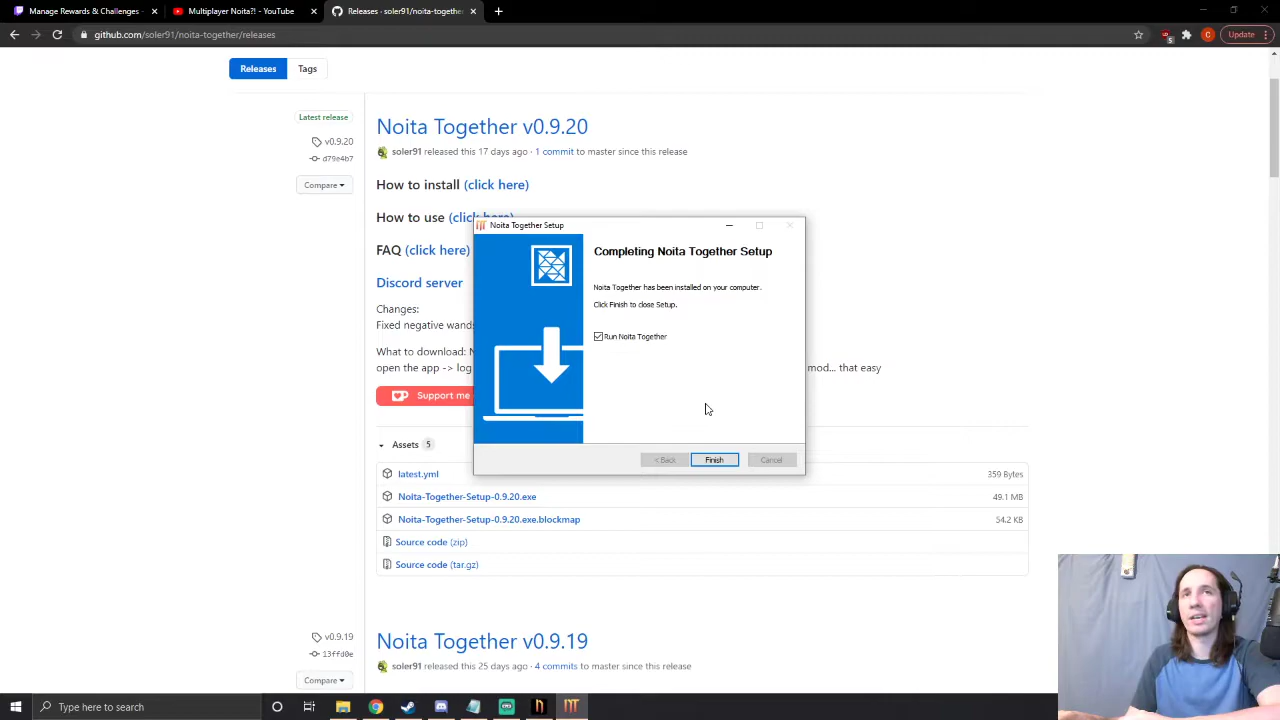 Manage Rewards & Challenges -
Multiplayer Noita?! - YouTube
Releases · soler91/noita-togethe
github.com/soler91/noita-together/releases
5
C
Update
Releases
Tags
Latest release
v0.9.20
d79e4b7
Compare
Noita Together v0.9.20
soler91 released this 17 days ago · 1 commit to master since this release
How to install (click here)
How to use (click here)
FAQ (click here)
Discord server
Changes:
Fixed negative wand
What to download: N
open the app -> log
mod... that easy
Support me
Noita Together Setup
Completing Noita Together Setup
Noita Together has been installed on your computer.
Click Finish to close Setup.
Run Noita Together
< Back
Finish
Cancel
Assets 5
latest.yml
359 Bytes
Noita-Together-Setup-0.9.20.exe
49.1 MB
Noita-Together-Setup-0.9.20.exe.blockmap
54.2 KB
Source code (zip)
Source code (tar.gz)
v0.9.19
13ffd0e
Compare
Noita Together v0.9.19
soler91 released this 25 days ago · 4 commits to master since this release
Type here to search